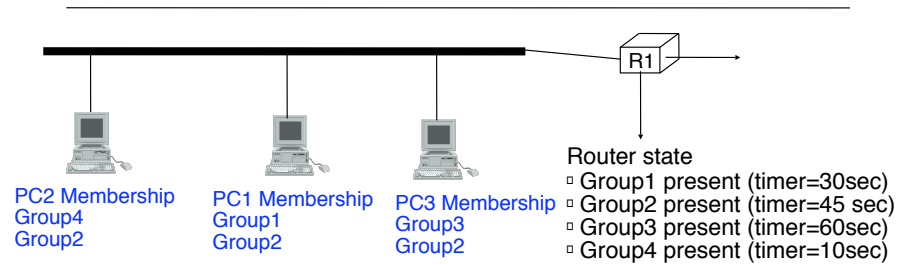 R1
PC2 Membership
Group4
Group2
PC1 Membership
Group1
Group2
PC3 Membership
Group3
Group2
Router state
▫ Group1 present (timer=30sec)
▫ Group2 present (timer=45 sec)
▫ Group3 present (timer=60sec)
▫ Group4 present (timer=10sec)